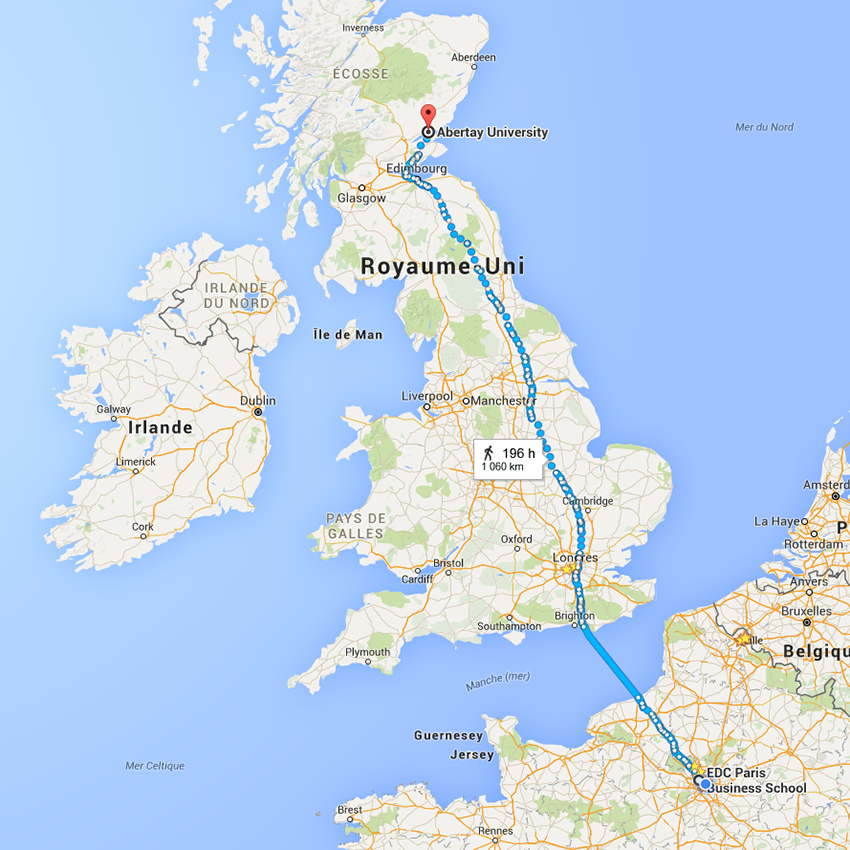 Inverness
Aberdeen
ÉCOSSE
Abertay University
Mer du Nord
Edimbourg
Glasgow
Royaume-Uni
IRLANDE
DU NORD
Île de Man
Liverpool
Manchester
Dublin
Galway
Irlande
Limerick
196 h
1 060 km
Cambridge
Amsterd
PAYS DE
GALLES
Cork
La Haye
P
Oxford
Rotterdam
Londres
Bristol
Cardiff
Anvers
Bruxelles
Brighton
Southampton
lle
Belgiqu
Plymouth
Manche (mer)
Guernesey
Jersey
Mer Celtique
EDC Paris
Business School
Brest
Rennes